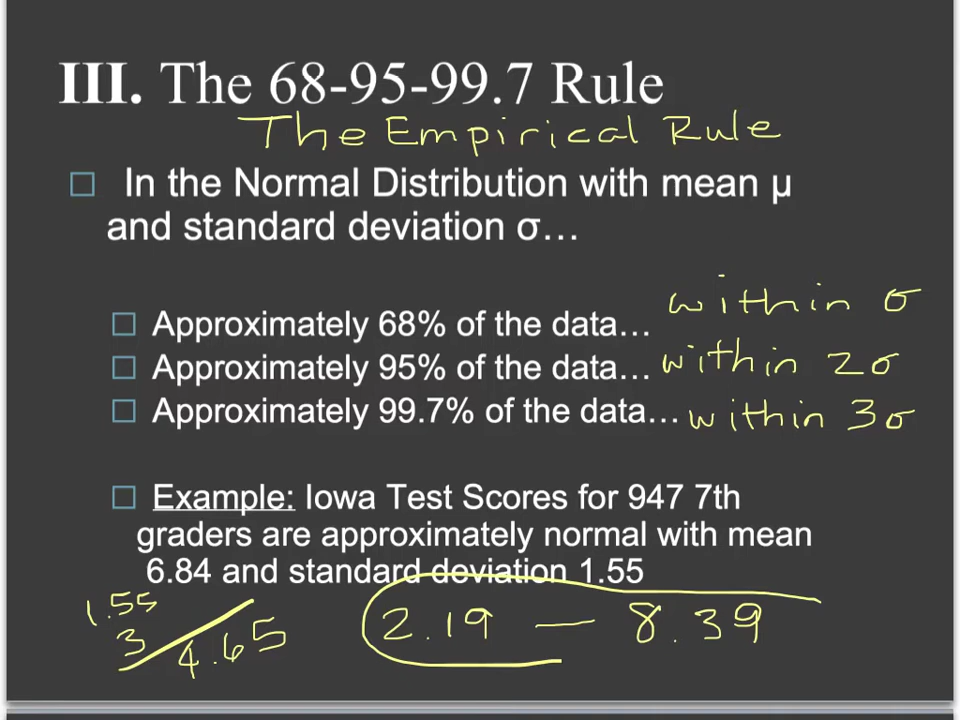 III. The 68-95-99.7 Rule
The Empirical Rule
In the Normal Distribution with mean μ
and standard deviation σ…
Approximately 68% of the data… within σ
Approximately 95% of the data… within 2σ
Approximately 99.7% of the data… within 3σ
Example: Iowa Test Scores for 947 7th
graders are approximately normal with mean
6.84 and standard deviation 1.55
1.55
3 4.65 2.19 — 8.39